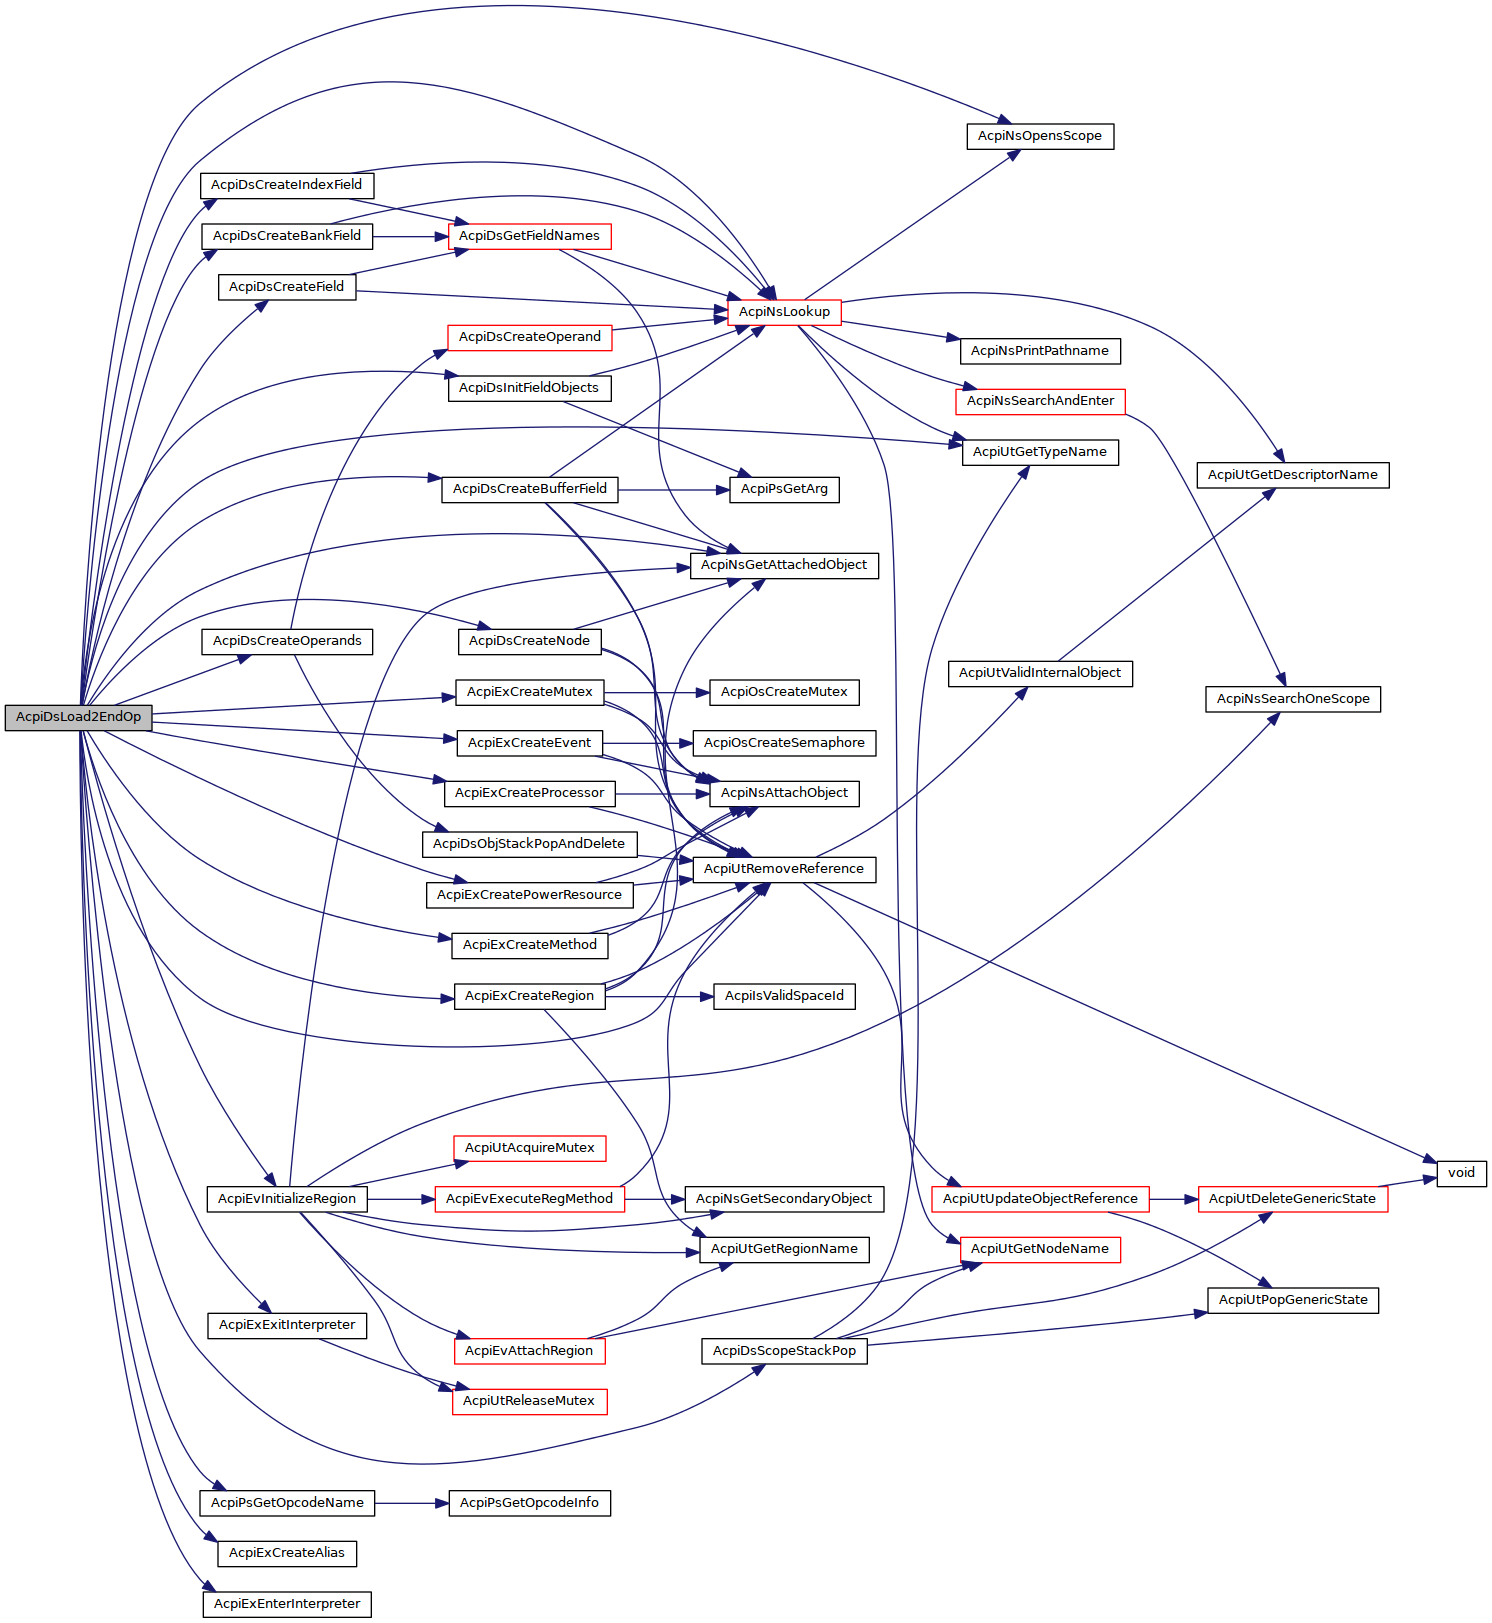 AcpiNsOpensScope
AcpiDsCreateIndexField
AcpiDsCreateBankField
AcpiDsGetFieldNames
AcpiDsCreateField
AcpiNsLookup
AcpiDsCreateOperand
AcpiNsPrintPathname
AcpiDsInitFieldObjects
AcpiNsSearchAndEnter
AcpiUtGetTypeName
AcpiUtGetDescriptorName
AcpiDsCreateBufferField
AcpiPsGetArg
AcpiNsGetAttachedObject
AcpiDsCreateOperands
AcpiDsCreateNode
AcpiUtValidInternalObject
AcpiExCreateMutex
AcpiOsCreateMutex
AcpiNsSearchOneScope
AcpiDsLoad2EndOp
AcpiExCreateEvent
AcpiOsCreateSemaphore
AcpiExCreateProcessor
AcpiNsAttachObject
AcpiDsObjStackPopAndDelete
AcpiUtRemoveReference
AcpiExCreatePowerResource
AcpiExCreateMethod
AcpiExCreateRegion
AcpiIsValidSpaceId
AcpiUtAcquireMutex
void
AcpiEvInitializeRegion
AcpiEvExecuteRegMethod
AcpiNsGetSecondaryObject
AcpiUtUpdateObjectReference
AcpiUtDeleteGenericState
AcpiUtGetRegionName
AcpiUtGetNodeName
AcpiUtPopGenericState
AcpiExExitInterpreter
AcpiEvAttachRegion
AcpiDsScopeStackPop
AcpiUtReleaseMutex
AcpiPsGetOpcodeName
AcpiPsGetOpcodeInfo
AcpiExCreateAlias
AcpiExEnterInterpreter